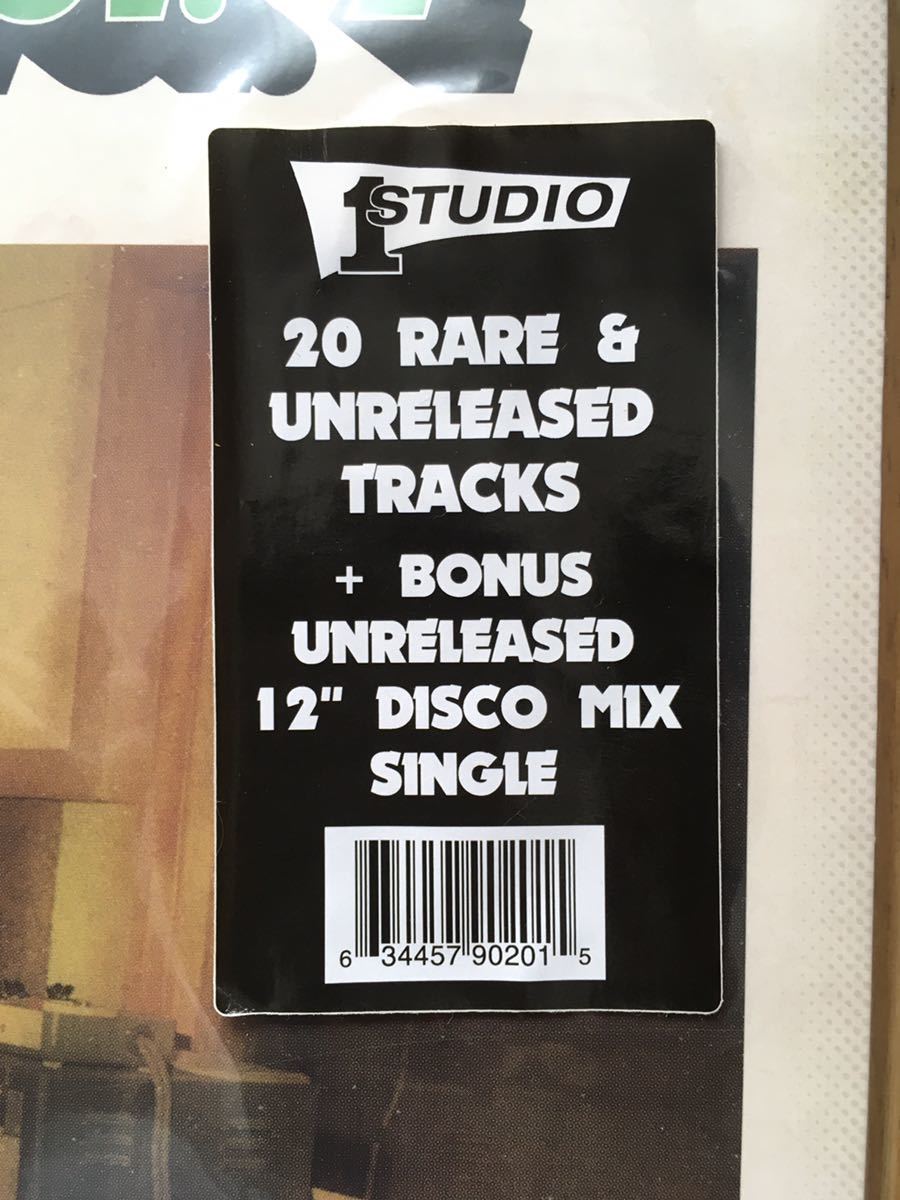 1 STUDIO
20 RARE &
UNRELEASED
TRACKS
+ BONUS
UNRELEASED
12" DISCO MIX
SINGLE
6 34457 90201 5